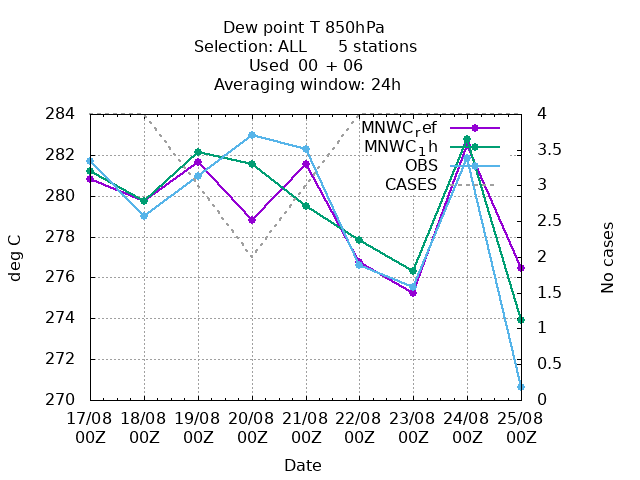 Dew point T 850hPa
Selection: ALL 5 stations
Used 00 + 06
Averaging window: 24h
284
282
280
278
276
274
272
270
deg C
4
3.5
3
2.5
2
1.5
1
0.5
0
No cases
MNWC_ref
MNWC_1h
OBS
CASES
17/08 18/08 19/08 20/08 21/08 22/08 23/08 24/08 25/08
00Z 00Z 00Z 00Z 00Z 00Z 00Z 00Z 00Z
Date